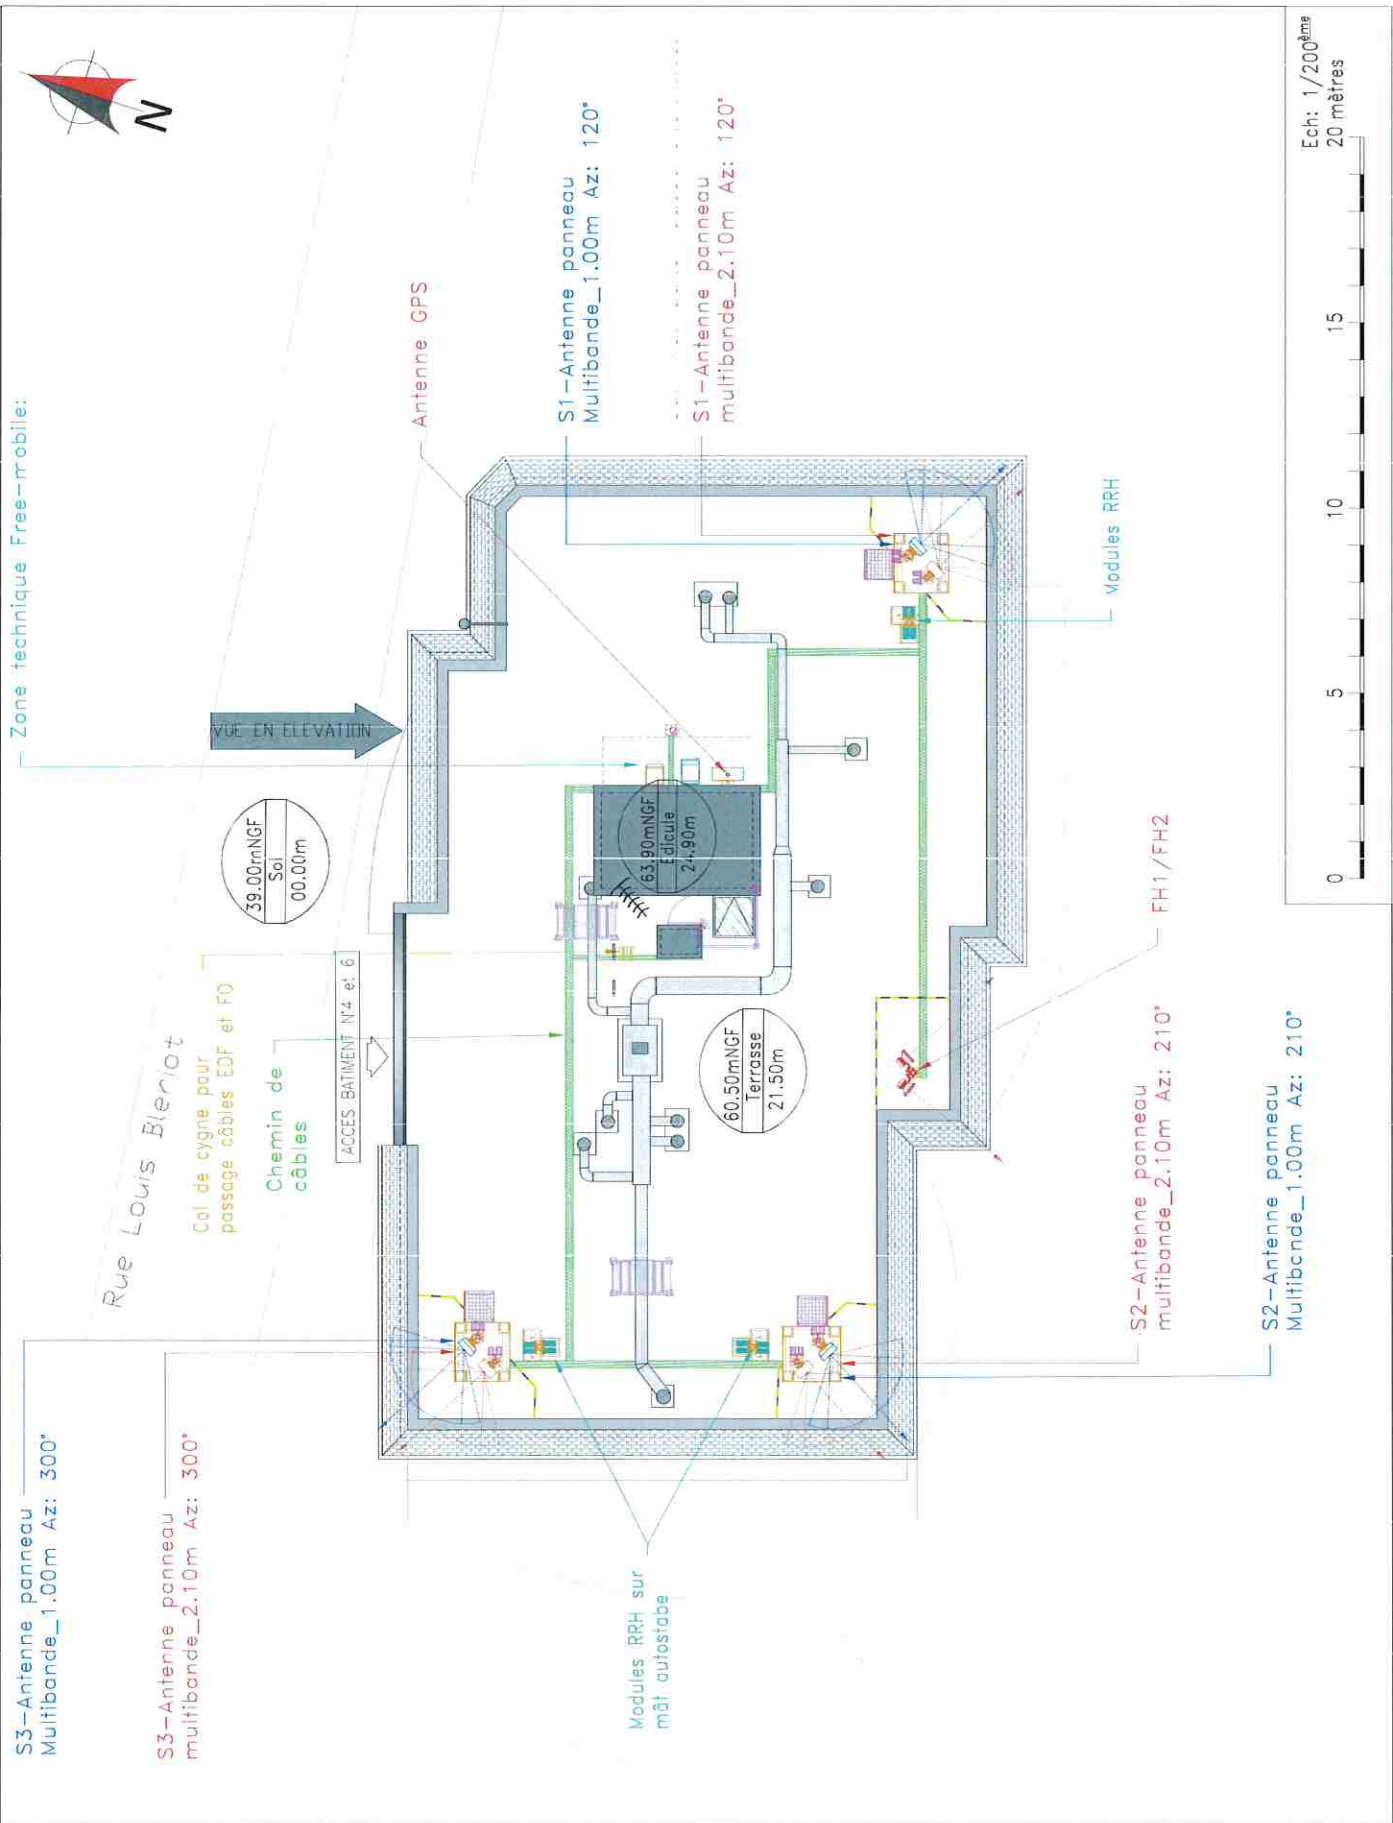 S3-Antenne panneau
Multibande_1.00m Az: 300°
S3-Antenne panneau
multibande_2.10m Az: 300°
Rue Louis Bleriot
Col de cygne pour
passage câbles EDF et FO
Chemin de
câbles
ACCES BATIMENT N°4 et 6
39.00mNGF
Sol
00.00m
VUE EN ELEVATION
Zone technique Free-mobile:
N
Antenne GPS
S1-Antenne panneau
Multibande_1.00m Az: 120°
S1-Antenne panneau
multibande_2.10m Az: 120°
63.90mNGF
Edicule
24.90m
60.50mNGF
Terrasse
21.50m
Modules RRH sur
mât autostabe
Modules RRH
FH1/FH2
S2-Antenne panneau
multibande_2.10m Az: 210°
S2-Antenne panneau
Multibcnde_1.00m Az: 210°
Ech: 1/200ème
0 5 10 15 20 mètres